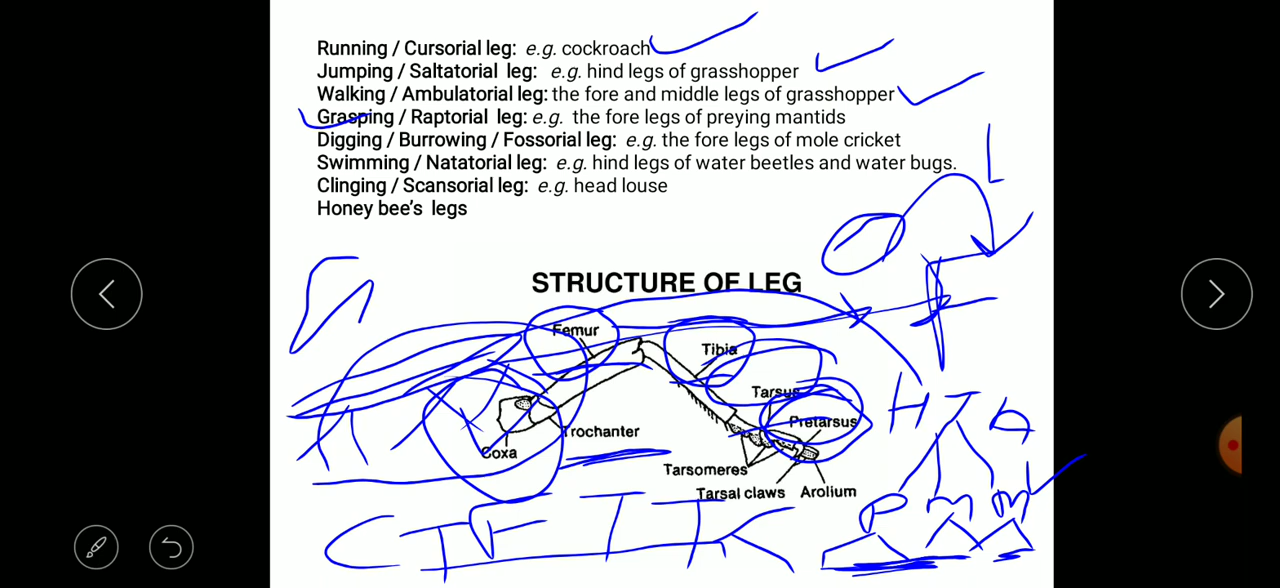 Running / Cursorial leg: e.g. cockroach
Jumping / Saltatorial leg: e.g. hind legs of grasshopper
Walking / Ambulatorial leg: the fore and middle legs of grasshopper
Grasping / Raptorial leg: e.g. the fore legs of preying mantids
Digging / Burrowing / Fossorial leg: e.g. the fore legs of mole cricket
Swimming / Natatorial leg: e.g. hind legs of water beetles and water bugs.
Clinging / Scansorial leg: e.g. head louse
Honey bee's legs
STRUCTURE OF LEG
Femur
Tibia
Tarsus
Pretarsus
Trochanter
Coxa
Tarsomeres
Tarsal claws Arolium
H T A
P m m